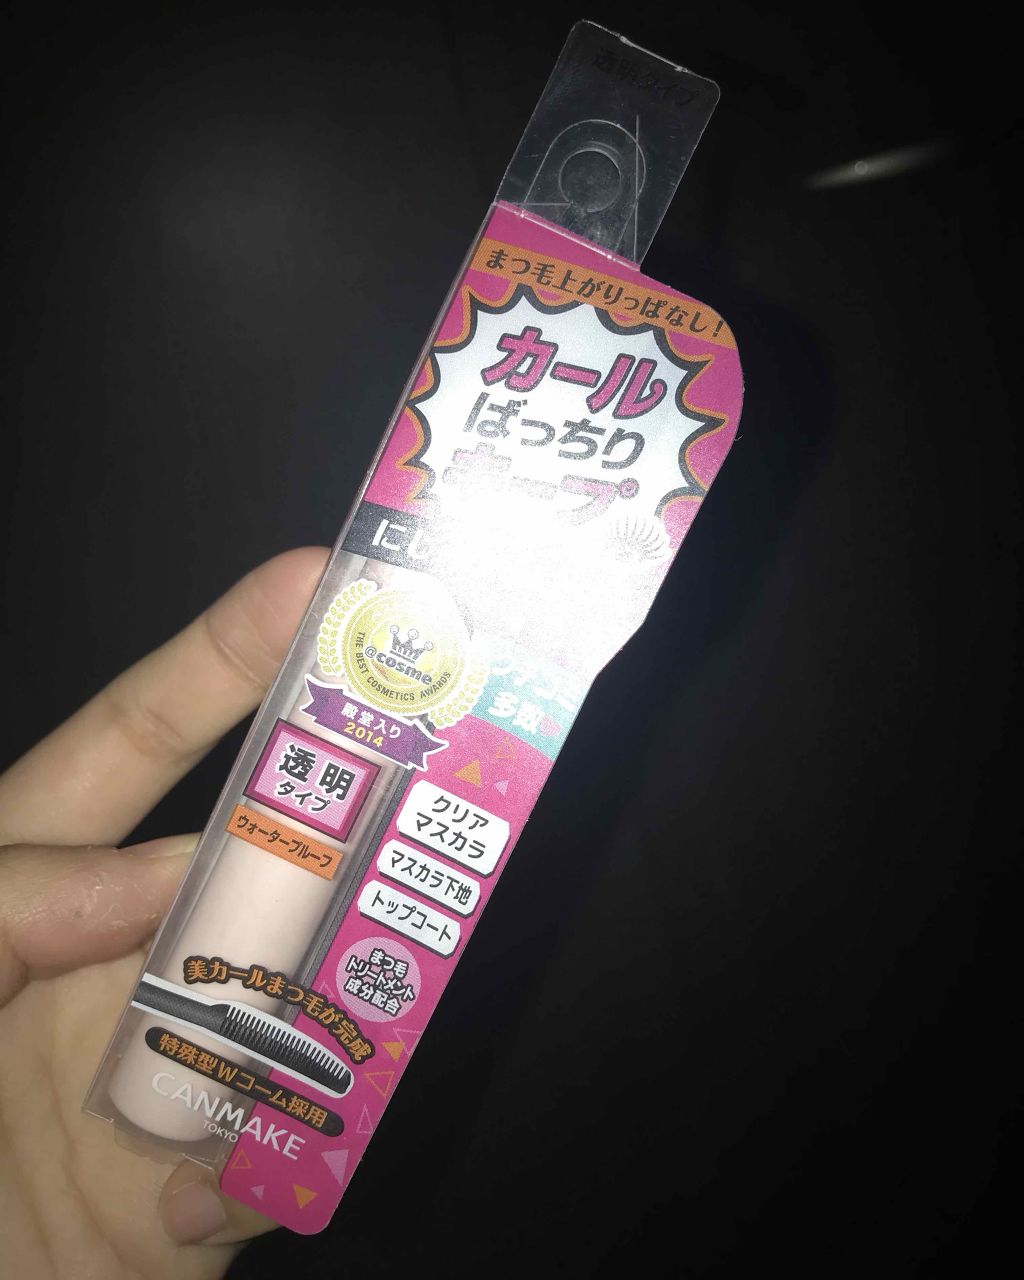 透明タイプ
まつ毛上がりっぱなし!
カール
ばっちり
キープ
にし
@cosme
THE BEST COSMETICS AWARDS
殿堂入り
2014
多数
透明
タイプ
ウォータープルーフ
クリア
マスカラ
マスカラ下地
トップコート
まつ毛
トリートメント
成分配合
美カールまつ毛が完成
特殊型Wコーム採用
CANMAKE
TOKYO